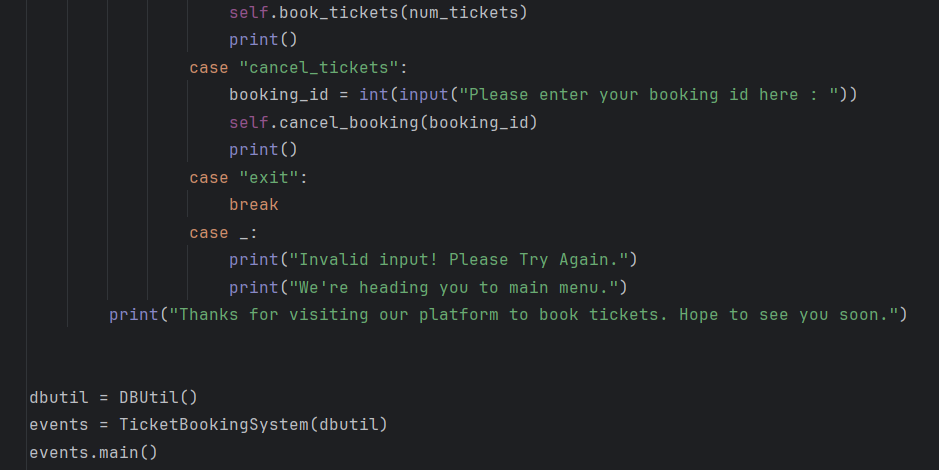 self.book_tickets(num_tickets)
print()
case "cancel_tickets":
booking_id = int(input("Please enter your booking id here : "))
self.cancel_booking(booking_id)
print()
case "exit":
break
case _:
print("Invalid input! Please Try Again.")
print("We're heading you to main menu.")
print("Thanks for visiting our platform to book tickets. Hope to see you soon.")
dbutil = DBUtil()
events = TicketBookingSystem(dbutil)
events.main()